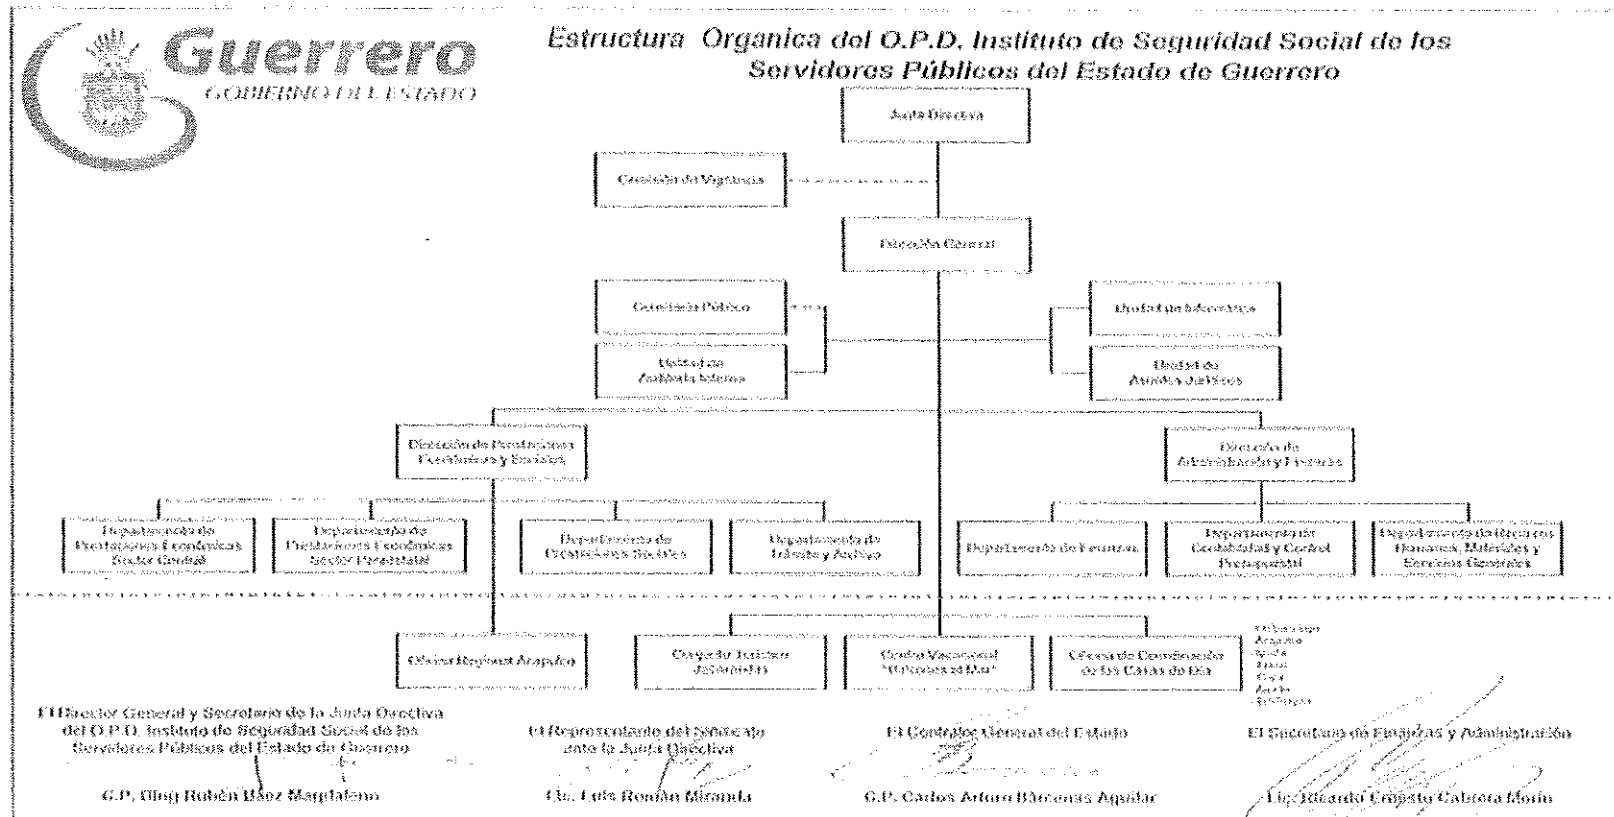 Guerrero
GOBIERNO DEL ESTADO
Estructura Organica del O.P.D. Instituto de Seguridad Social de los
Servidores Públicos del Estado de Guerrero
Junta Directiva
Comisión de Vigilancia
Dirección General
Comisario Público
Unidad de Informática
Unidad de
Auditoría Interna
Unidad de
Asuntos Jurídicos
Dirección de Prestaciones
Económicas y Sociales
Dirección de
Administración y Finanzas
Departamento de
Prestaciones Económicas
Sector Central
Departamento de
Prestaciones Económicas
Sector Paraestatal
Departamento de
Prestaciones Sociales
Departamento de
Trámite y Archivo
Departamento de Finanzas
Departamento de
Contabilidad y Control
Presupuestal
Departamento de Recursos
Humanos, Materiales y
Servicios Generales
Oficina Regional Acapulco
Turístico
Jacarandas
Centro Vacacional
Oficina de Coordinación
de las Casas de Día
Acapulco
El Director General y Secretario de la Junta Directiva
del O.P.D. Instituto de Seguridad Social de los
Servidores Públicos del Estado de Guerrero
El Representante del Sindicato
ante la Junta Directiva
El Contralor General del Estado
El Secretario de Finanzas y Administración
C.P. Ding Rubén Báez Magdaleno
Lic. Luis Román Miranda
C.P. Carlos Arturo Bárcenas Aguilar
Lic. Ricardo Ernesto Cabrera Morín